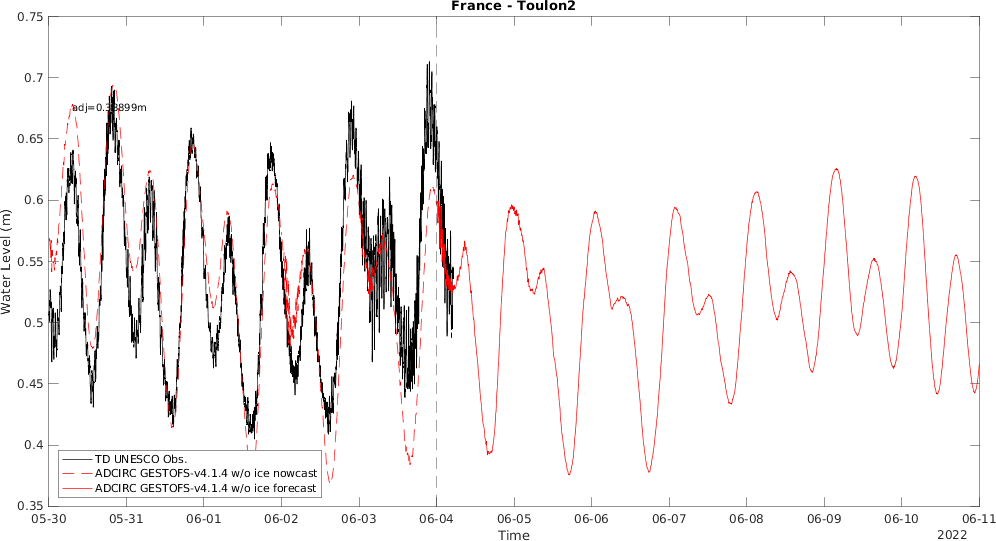 France - Toulon2
0.75
0.7
0.65
0.6
0.55
0.5
0.45
0.4
0.35
Water Level (m)
adj=0.33899m
TD UNESCO Obs.
ADCIRC GESTOFS-v4.1.4 w/o ice nowcast
ADCIRC GESTOFS-v4.1.4 w/o ice forecast
05-30 05-31 06-01 06-02 06-03 06-04 06-05 06-06 06-07 06-08 06-09 06-10 06-11
Time
2022